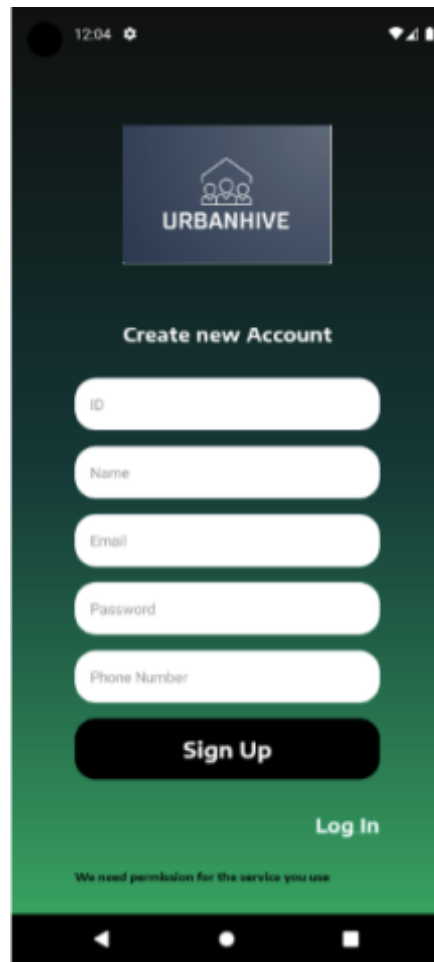 12:04
URBANHIVE
Create new Account
ID
Name
Email
Password
Phone Number
Sign Up
Log In
We need permission for the service you use